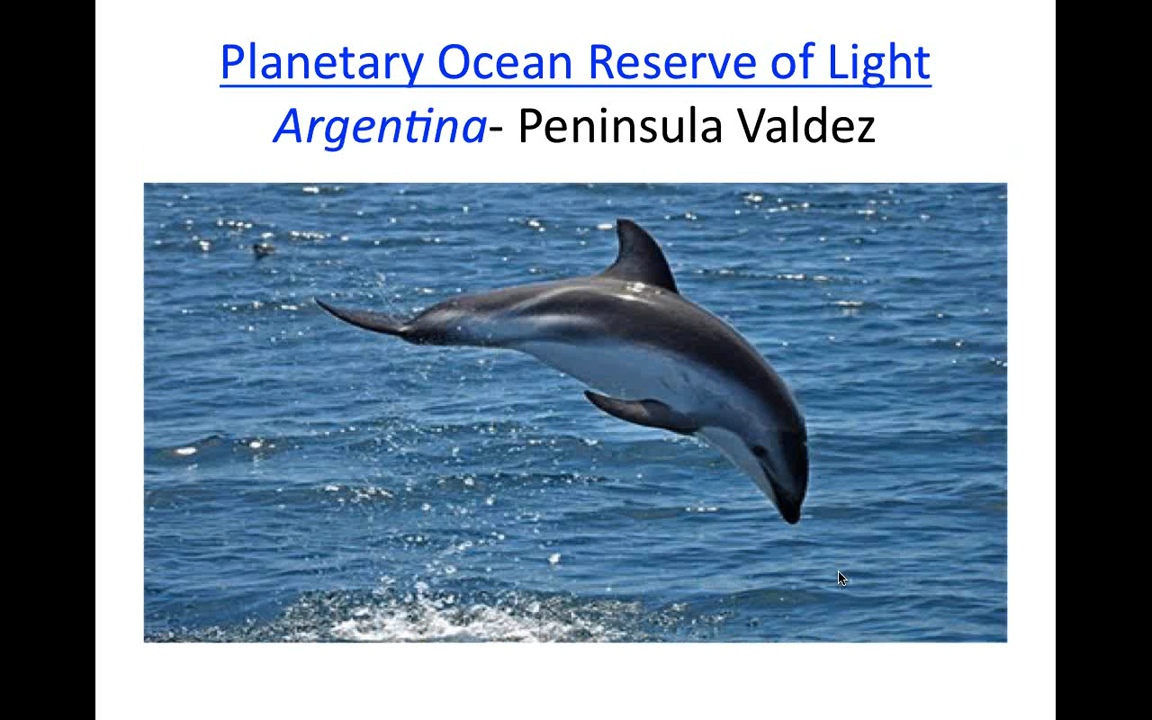 Planetary Ocean Reserve of Light
Argentina- Peninsula Valdez